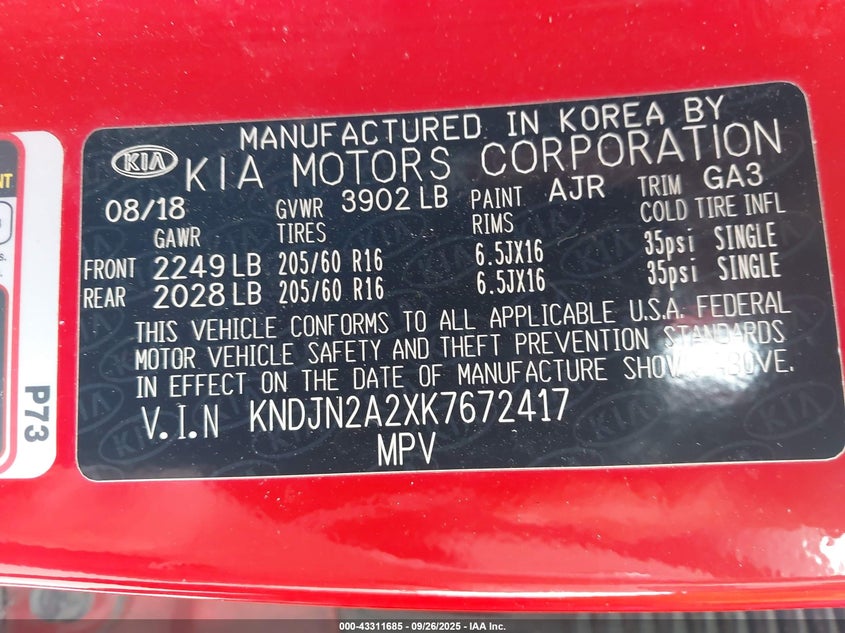 MANUFACTURED IN KOREA BY
KIA KIA MOTORS CORPORATION
08/18 GVWR 3902 LB PAINT AJR TRIM GA3
GAWR TIRES RIMS COLD TIRE INFL
FRONT 2249 LB 205/60 R16 6.5JX16 35psi SINGLE
REAR 2028 LB 205/60 R16 6.5JX16 35psi SINGLE
THIS VEHICLE CONFORMS TO ALL APPLICABLE U.S.A. FEDERAL
MOTOR VEHICLE SAFETY AND THEFT PREVENTION STANDARDS
IN EFFECT ON THE DATE OF MANUFACTURE SHOWN ABOVE.
V.I.N KNDJN2A2XK7672417
MPV
P73
000-43311685 - 09/26/2025 - IAA Inc.